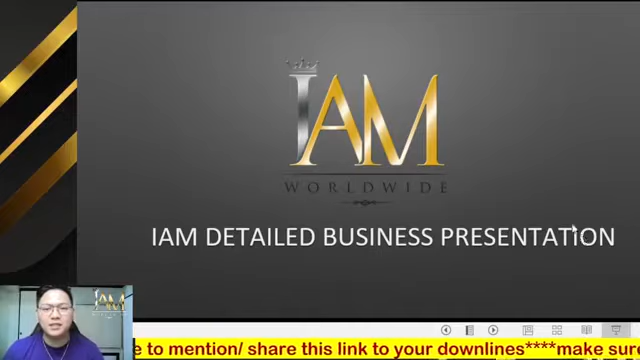 IAM
WORLDWIDE
IAM DETAILED BUSINESS PRESENTATION
IAM
e to mention/ share this link to your downlines****make sur